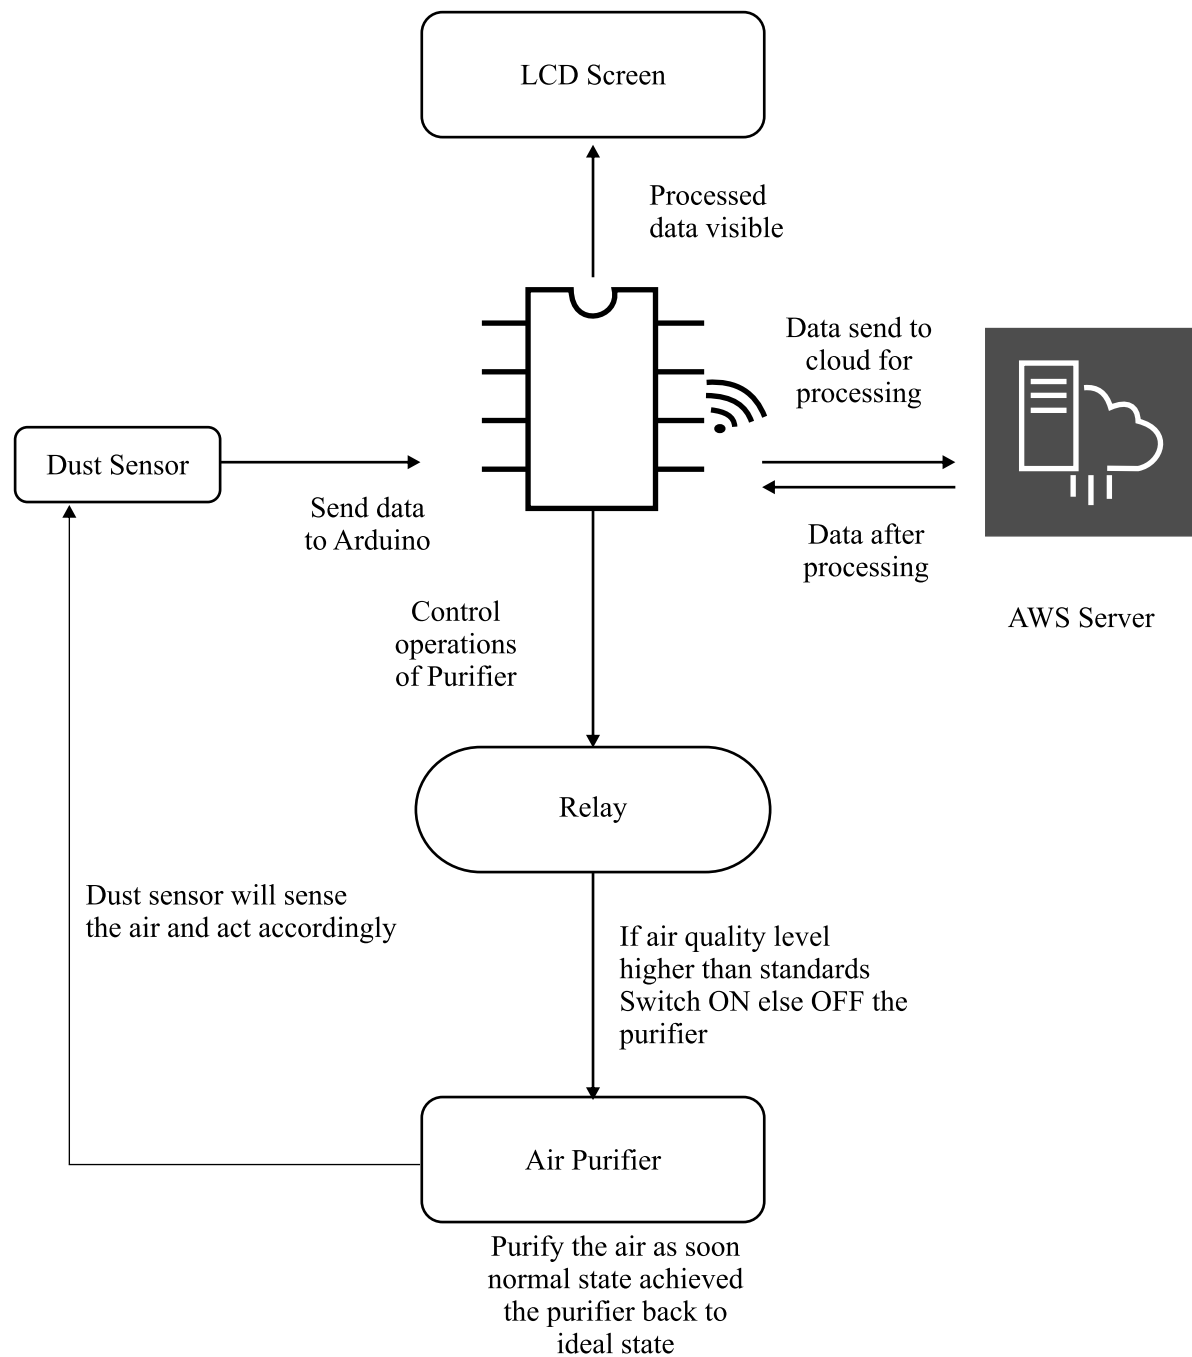 LCD Screen
Processed
data visible
Data send to
cloud for
processing
Dust Sensor
Send data
to Arduino
Data after
processing
AWS Server
Control
operations
of Purifier
Relay
Dust sensor will sense
the air and act accordingly
If air quality level
higher than standards
Switch ON else OFF the
purifier
Air Purifier
Purify the air as soon
normal state achieved
the purifier back to
ideal state